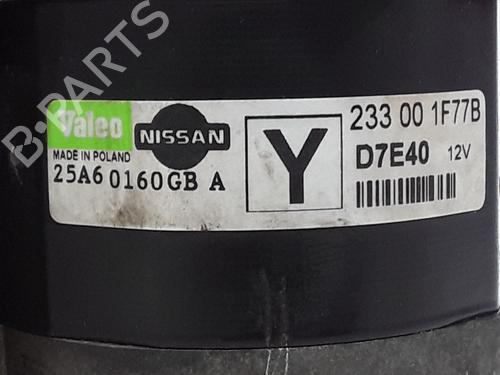 B-PARTS
Valeo
NISSAN
MADE IN POLAND
25A6 0160GB A
Y
233 00 1F77B
D7E40 12V